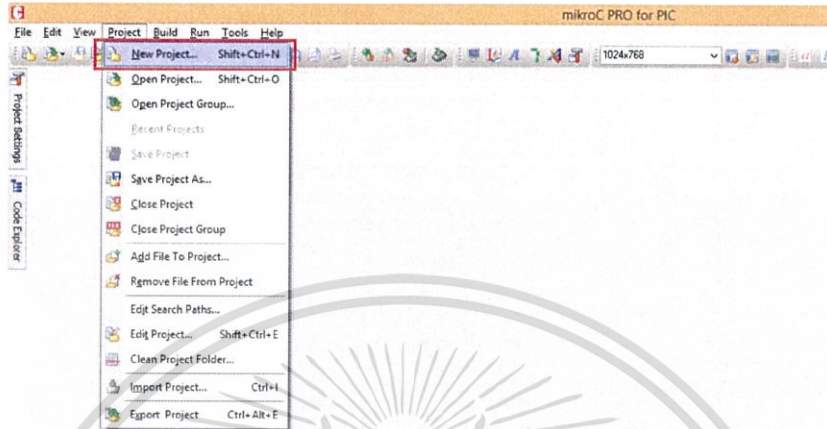 mikroC PRO for PIC
File Edit View Project Build Run Tools Help
New Project... Shift+Ctrl+N
1024x768
Open Project... Shift+Ctrl+O
Open Project Group...
Recent Projects
Save Project
Save Project As...
Close Project
Close Project Group
Add File To Project...
Remove File From Project
Edit Search Paths...
Edit Project... Shift+Ctrl+E
Clean Project Folder...
Import Project... Ctrl+I
Export Project Ctrl+Alt+E
Project Settings
Code Explorer